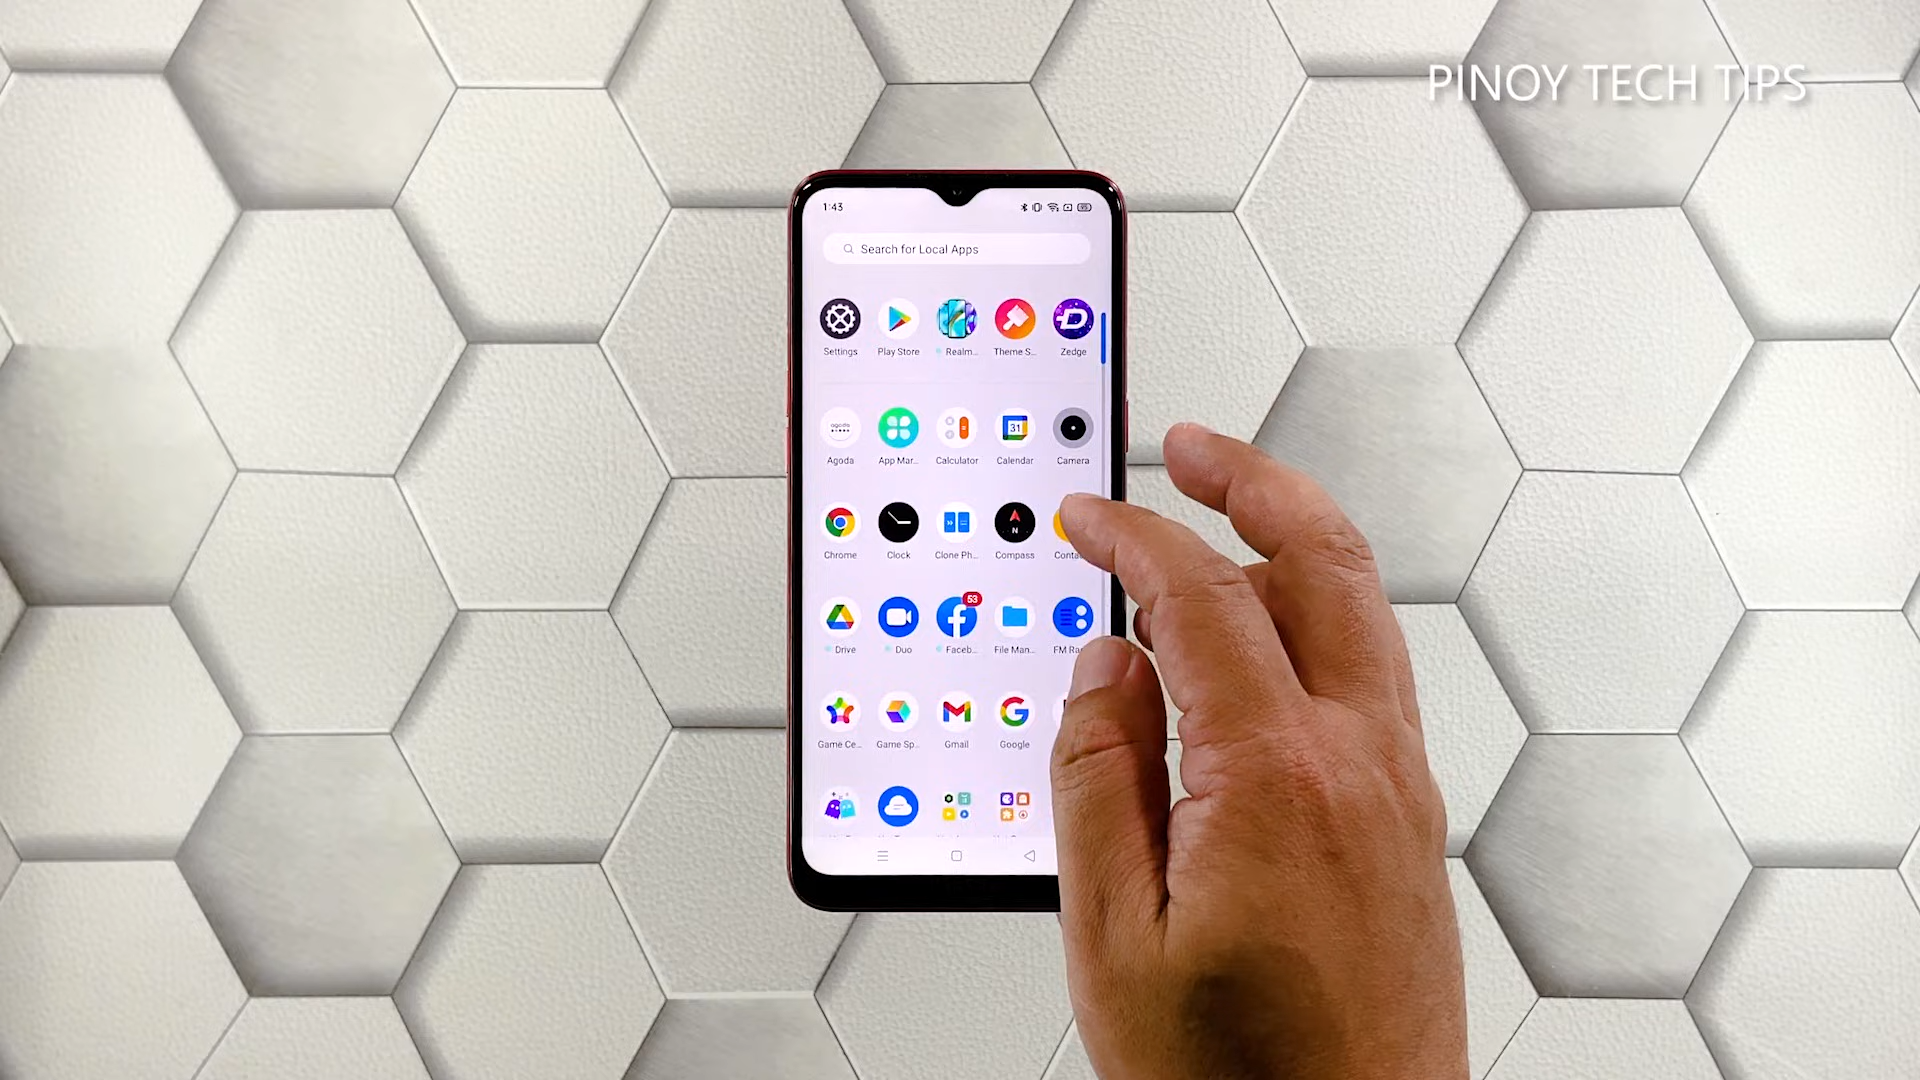 PINOY TECH TIPS
1:43
Search for Local Apps
Settings Play Store Realm... Theme S... Zedge
agoda
Agoda App Mar... Calculator Calendar Camera
31
N
Chrome Clock Clone Ph... Compass Conta
53
Drive Duo Faceb... File Man... FM Ra
Game Ce... Game Sp... Gmail Google